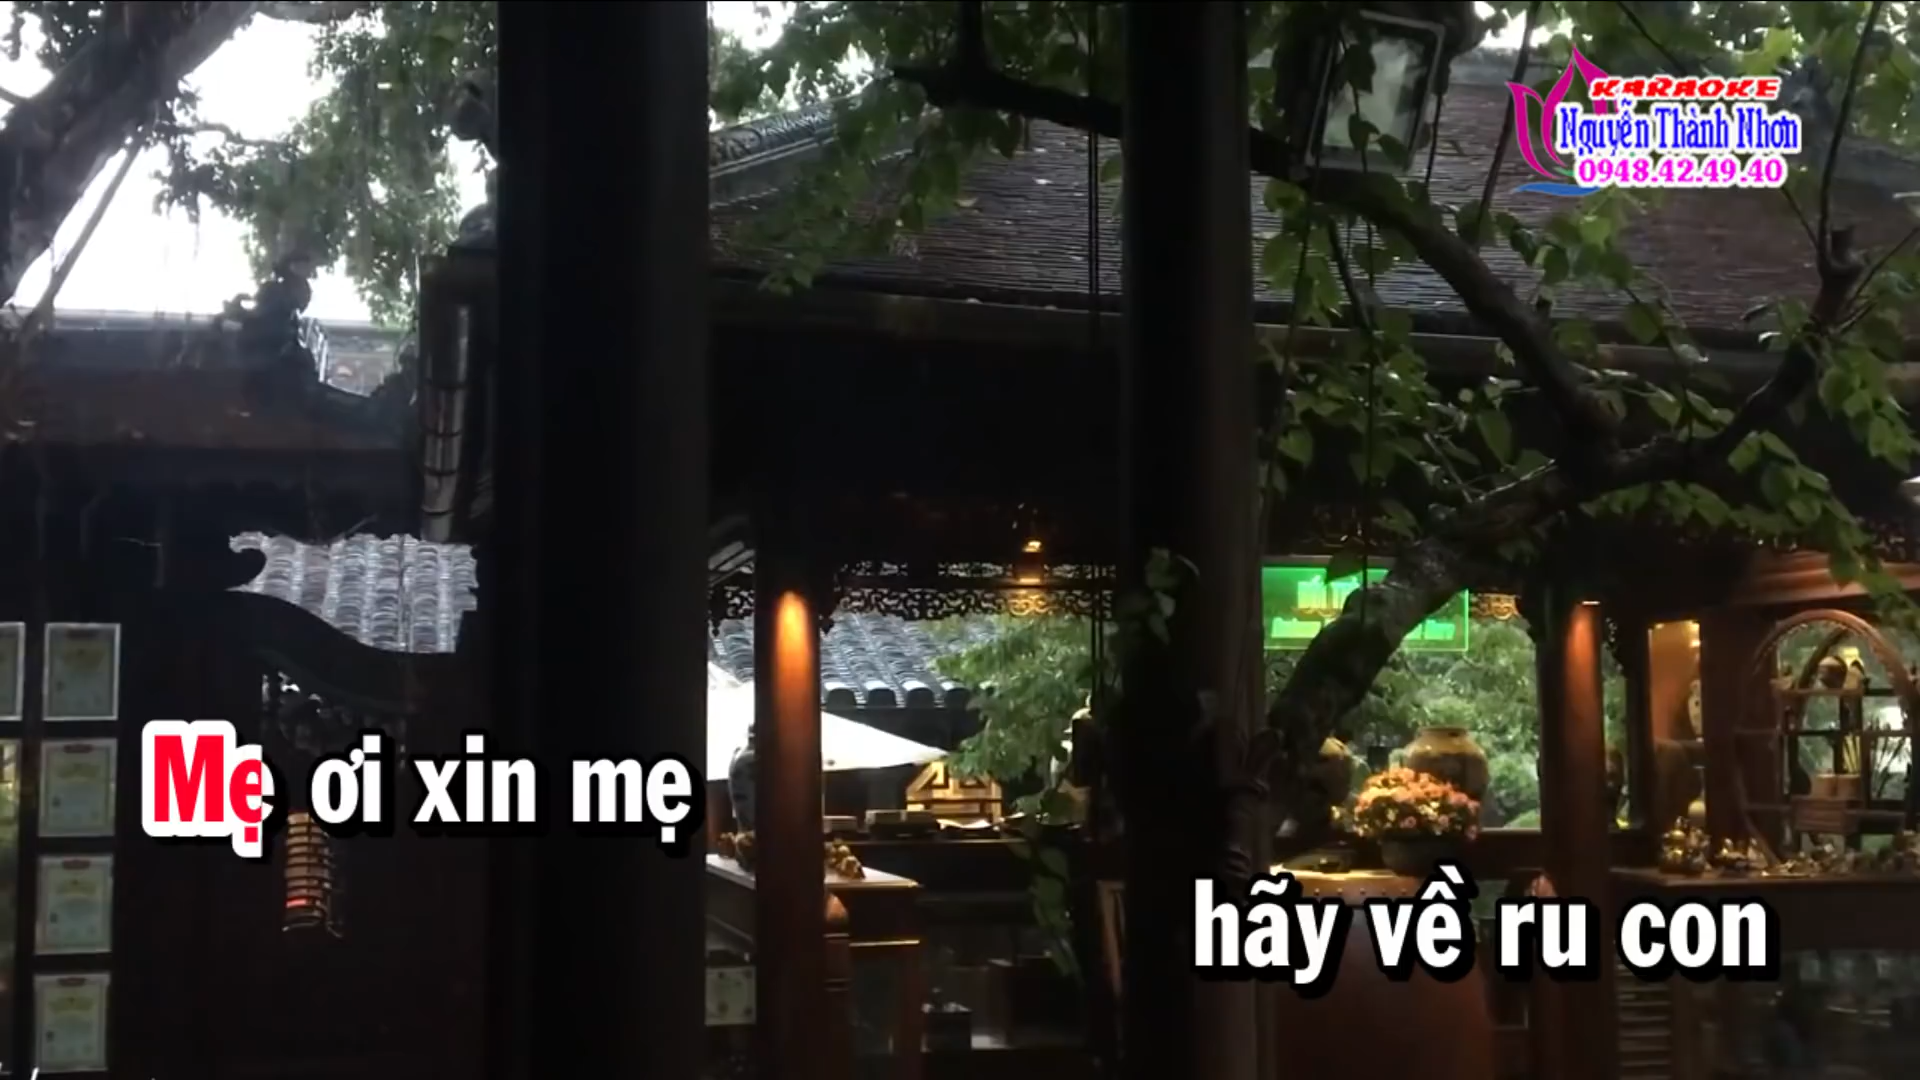 KARAOKE
Nguyễn Thành Nhơn
0948.42.49.40
Mẹ ơi xin mẹ
hãy về ru con